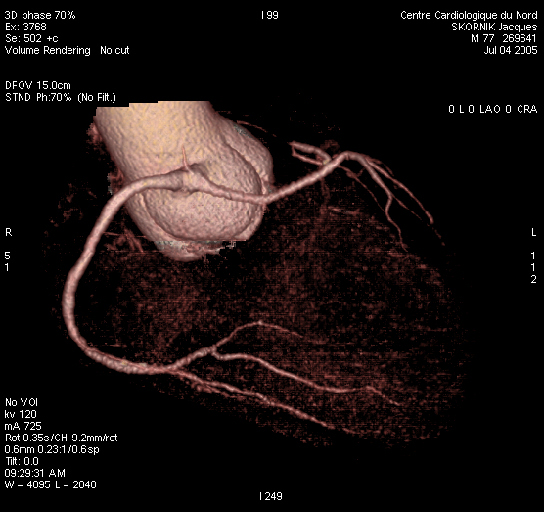 3D phase 70%
Ex: 3768
Se: 502 +c
Volume Rendering No cut
DFOV 15.0cm
STND Ph:70% (No Filt.)
I 99
Centre Cardiologique du Nord
SKORNIK Jacques
M 77 269641
Jul 04 2005
0 L 0 LAO 0 CRA
R
5
1
L
1
1
2
No VOI
kv 120
mA 725
Rot 0.35s/CH 9.2mm/rot
0.6mm 0.23:1/0.6sp
Tilt: 0.0
09:29:31 AM
W = 4095 L = 2040
I 249